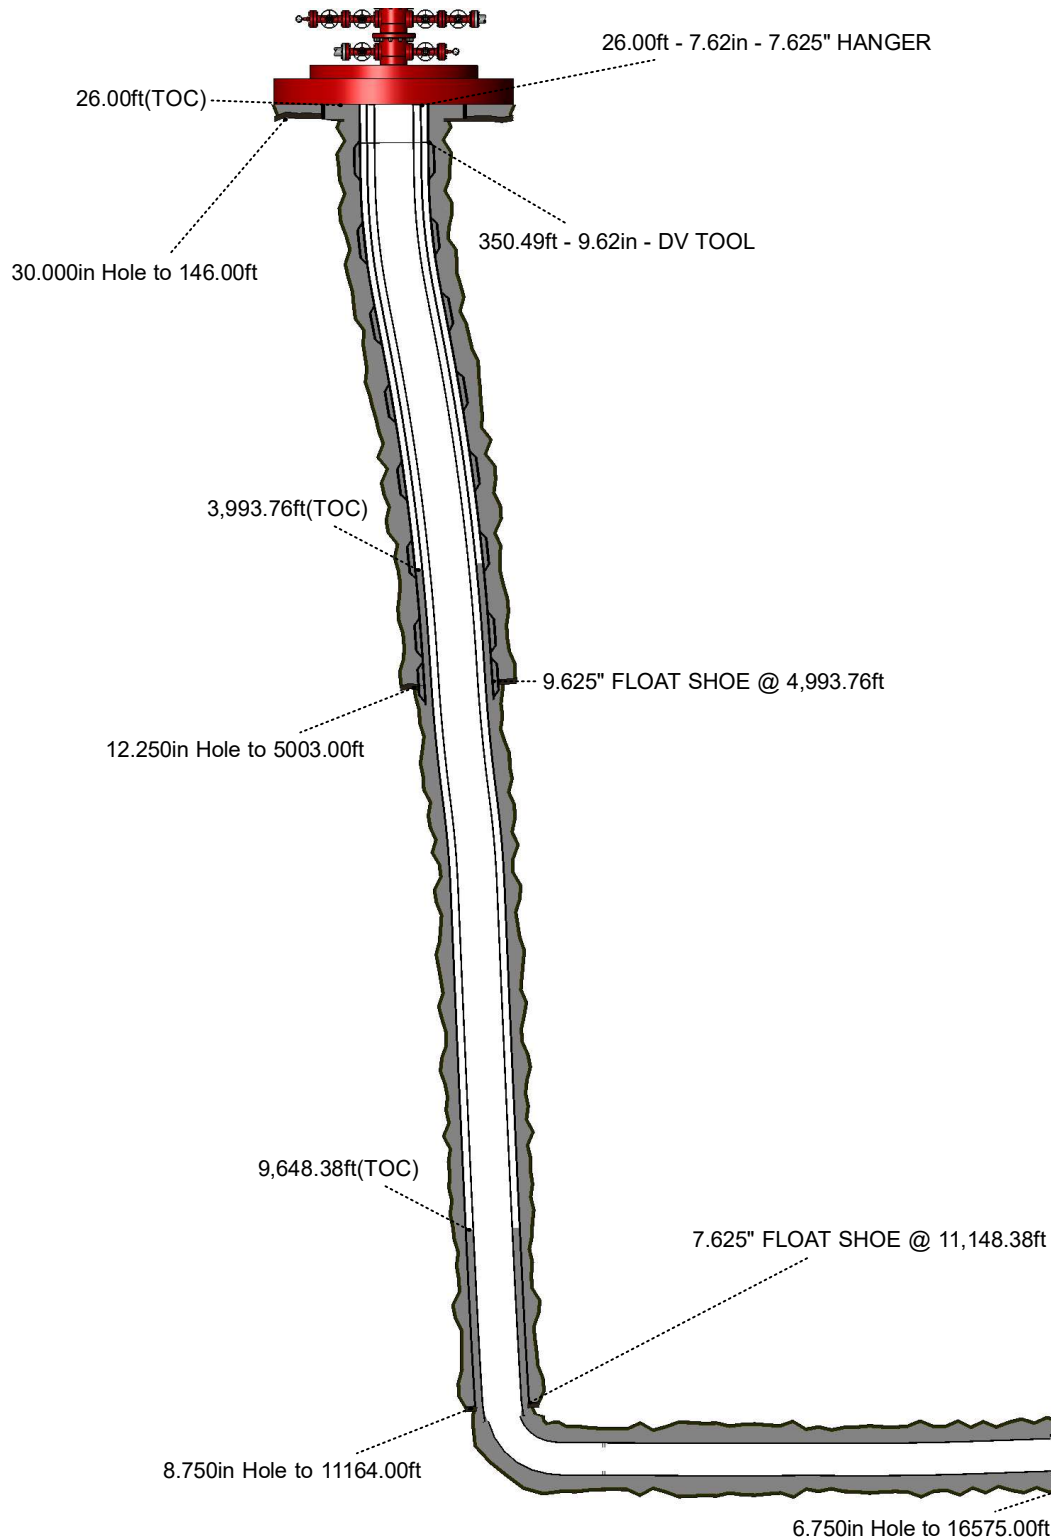 26.00ft - 7.62in - 7.625" HANGER
26.00ft(TOC)
350.49ft - 9.62in - DV TOOL
30.000in Hole to 146.00ft
3,993.76ft(TOC)
9.625" FLOAT SHOE @ 4,993.76ft
12.250in Hole to 5003.00ft
9,648.38ft(TOC)
7.625" FLOAT SHOE @ 11,148.38ft
8.750in Hole to 11164.00ft
6.750in Hole to 16575.00ft